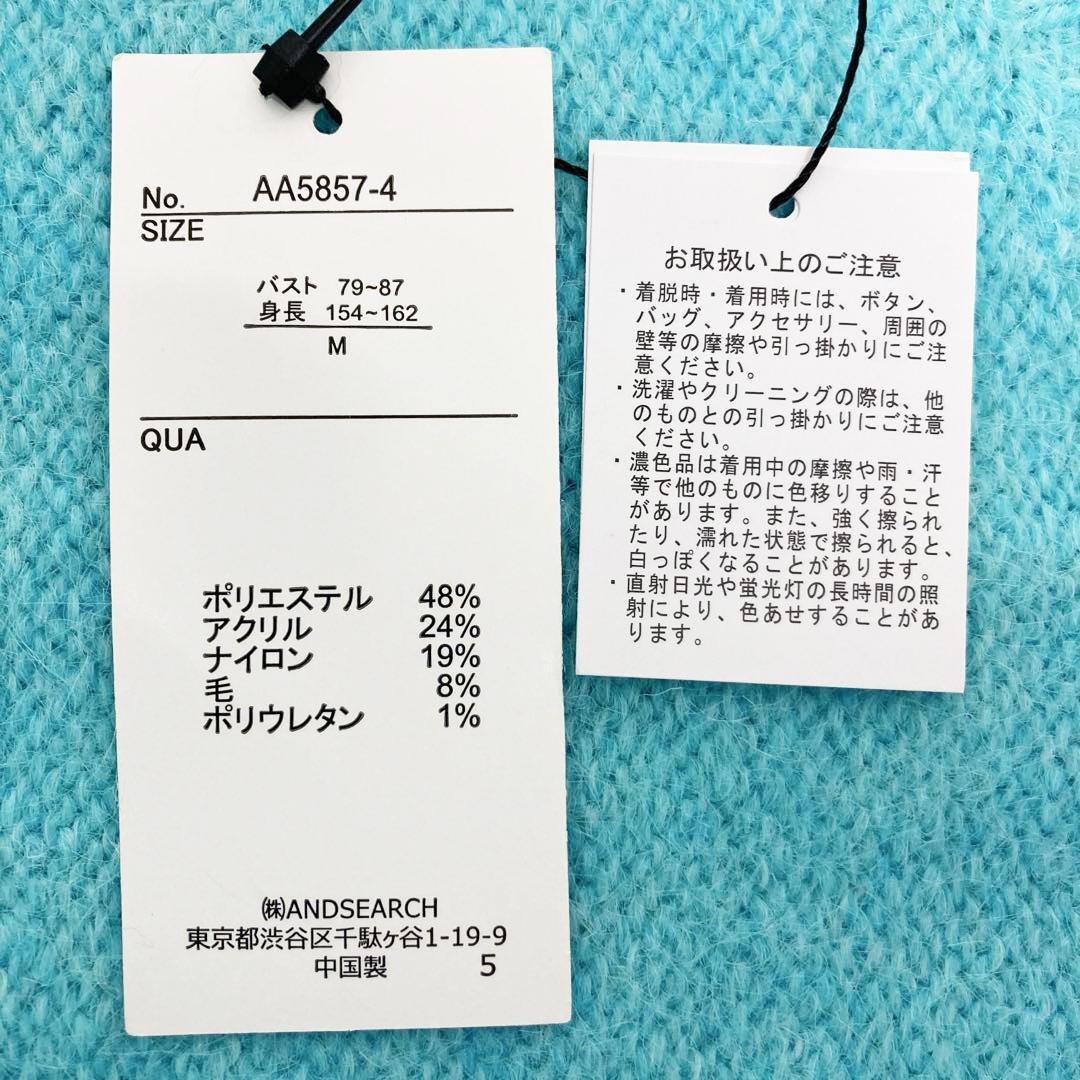 No. AA5857-4
SIZE
バスト 79~87
身長 154~162
M
QUA
ポリエステル 48%
アクリル 24%
ナイロン 19%
毛 8%
ポリウレタン 1%
㈱ANDSEARCH
東京都渋谷区千駄ヶ谷1-19-9
中国製 5
お取扱い上のご注意
・着脱時・着用時には、ボタン、
バッグ、アクセサリー、周囲の
壁等の摩擦や引っ掛かりにご注
意ください。
・洗濯やクリーニングの際は、他
のものとの引っ掛かりにご注意
ください。
・濃色品は着用中の摩擦や雨・汗
等で他のものに色移りすること
があります。また、強く擦られ
たり、濡れた状態で擦られると、
白っぽくなることがあります。
・直射日光や蛍光灯の長時間の照
射により、色あせすることがあ
ります。